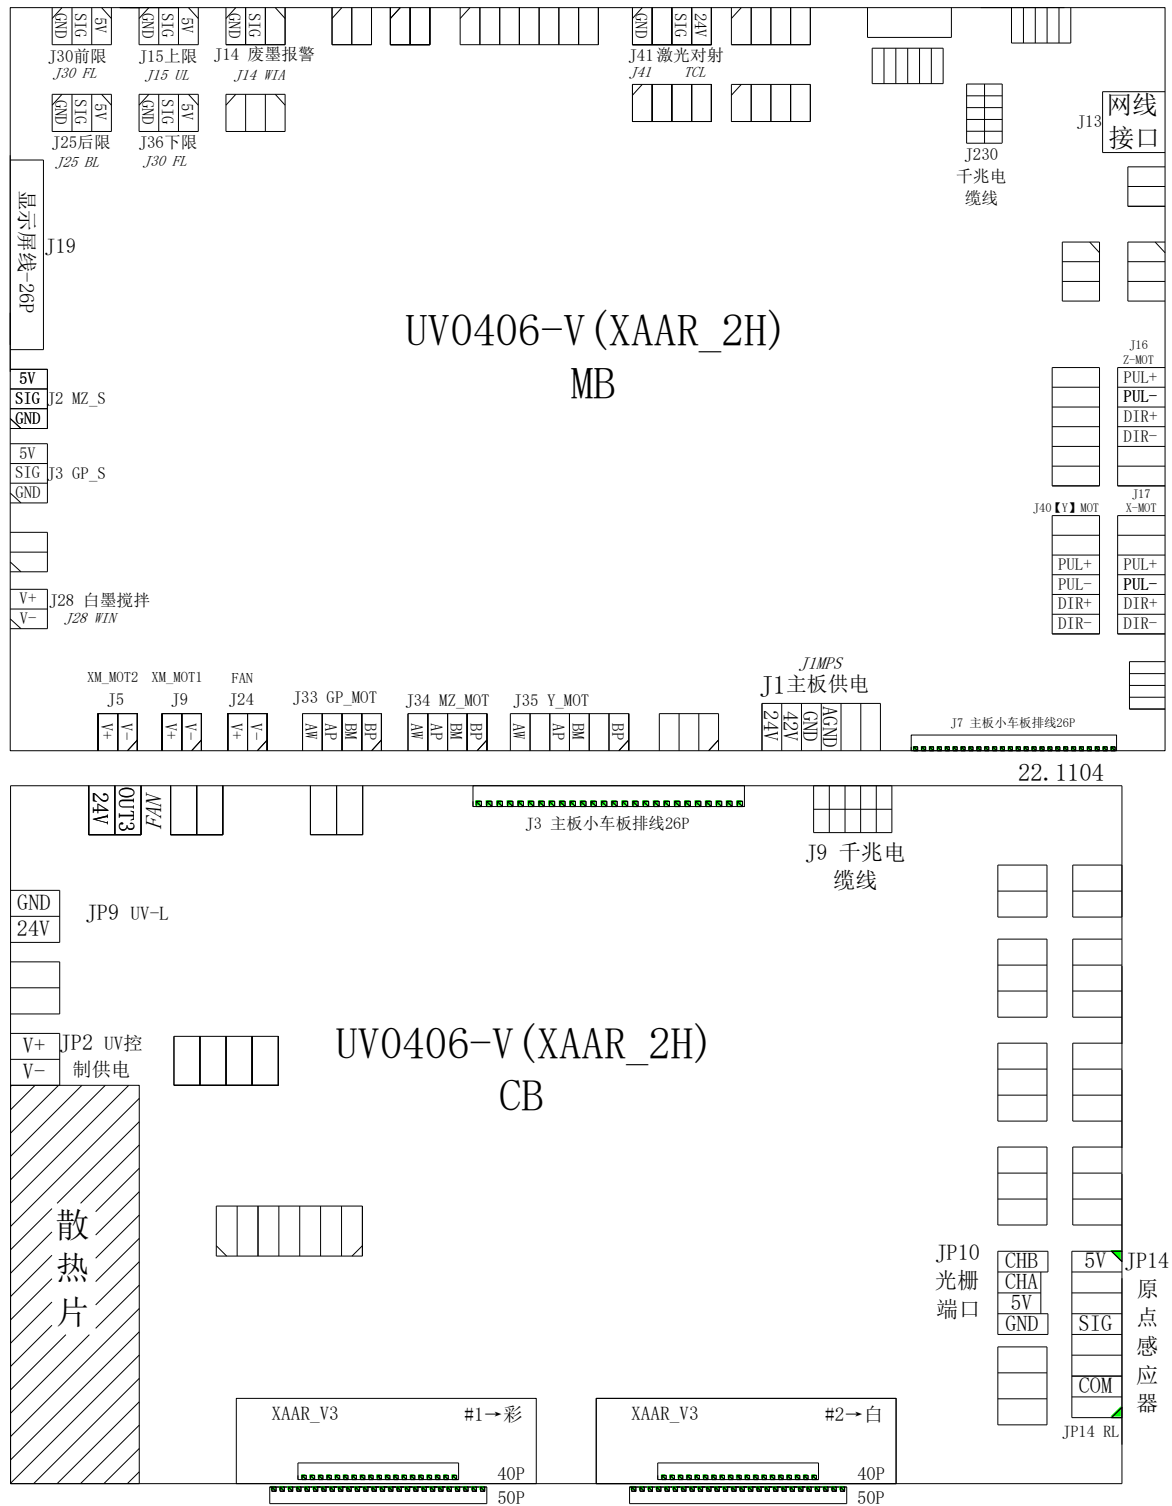 GND SIG 5V
J30前限
J30 FL
GND SIG 5V
J15上限
J15 UL
GND SIG
J14 废墨报警
J14 WIA
GND SIG 24V
J41激光对射
J41 TCL
GND SIG 5V
J25后限
J25 BL
GND SIG 5V
J36下限
J30 FL
J230
千兆电
缆线
J13
网线
接口
显示屏线-26P
J19
UV0406-V(XAAR_2H)
MB
5V
SIG
GND
J2 MZ_S
5V
SIG
GND
J3 GP_S
V+
V-
J28 白墨搅拌
J28 WIN
J16
Z-MOT
PUL+
PUL-
DIR+
DIR-
J40【Y】MOT
PUL+
PUL-
DIR+
DIR-
J17
X-MOT
PUL+
PUL-
DIR+
DIR-
XM_MOT2
J5
V+ V-
XM_MOT1
J9
V+ V-
FAN
J24
V+ V-
J33 GP_MOT
AW AP BM BP
J34 MZ_MOT
AW AP BM BP
J35 Y_MOT
AW AP BM BP
J1MPS
J1主板供电
24V 42V GND AGND
J7 主板小车板排线26P
22.1104
24V OUT3 FAN
J3 主板小车板排线26P
J9 千兆电
缆线
GND
24V
JP9 UV-L
V+
V-
JP2 UV控
制供电
UV0406-V(XAAR_2H)
CB
散
热
片
JP10
光栅
端口
CHB
CHA
5V
GND
5V
SIG
COM
JP14
原
点
感
应
器
JP14 RL
XAAR_V3 #1→彩
40P
50P
XAAR_V3 #2→白
40P
50P